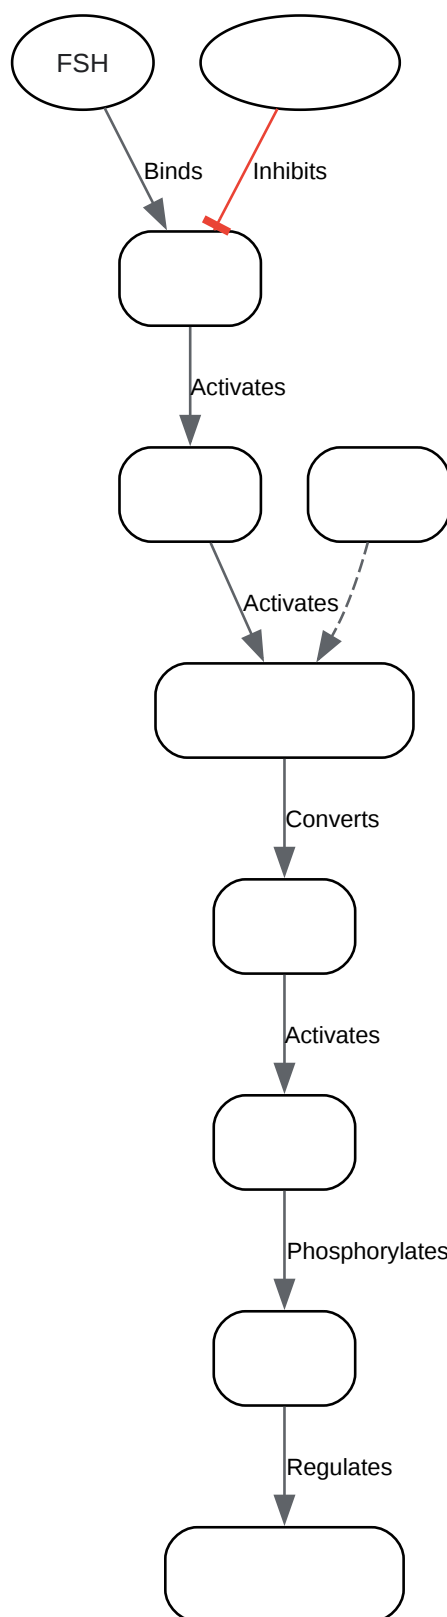 FSH
Binds
Inhibits
Activates
Activates
Converts
Activates
Phosphorylates
Regulates